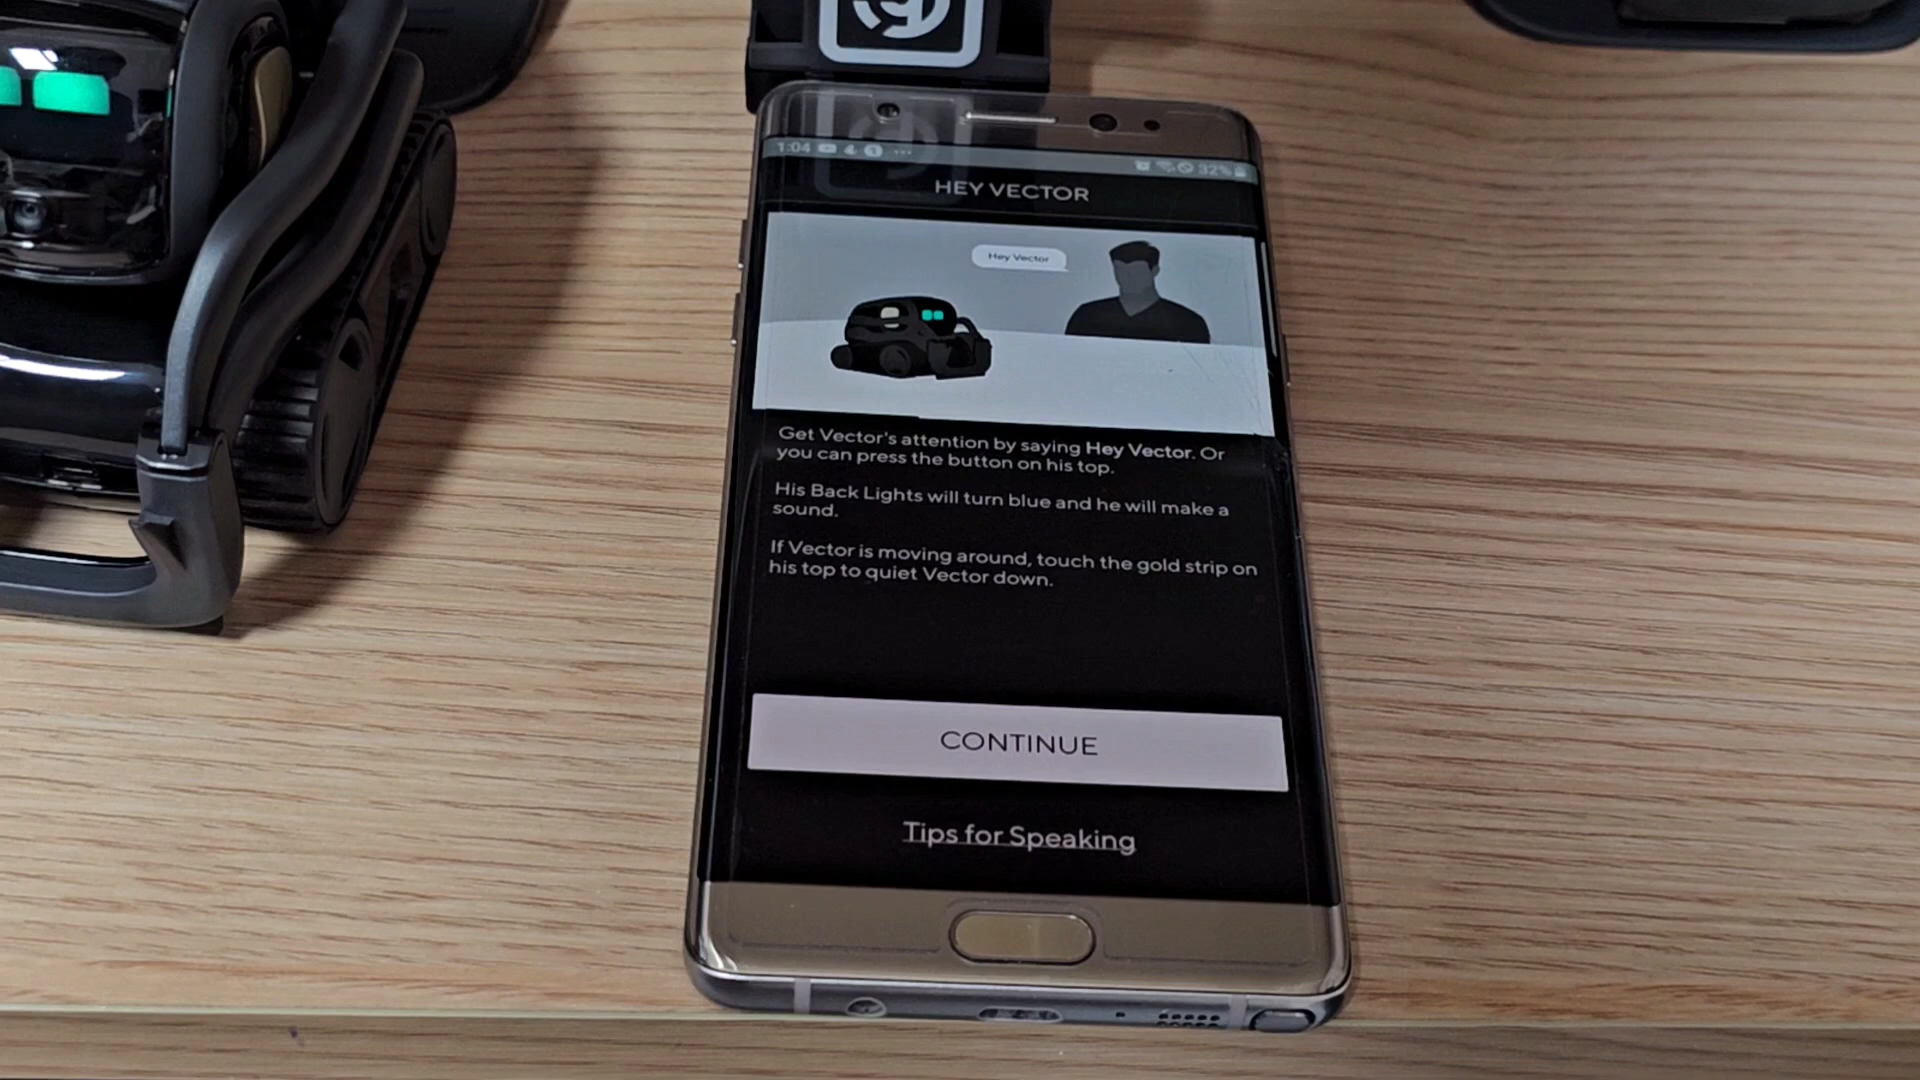 1:04
32%
HEY VECTOR
Hey Vector
Get Vector's attention by saying Hey Vector. Or
you can press the button on his top.
His Back Lights will turn blue and he will make a
sound.
If Vector is moving around, touch the gold strip on
his top to quiet Vector down.
CONTINUE
Tips for Speaking